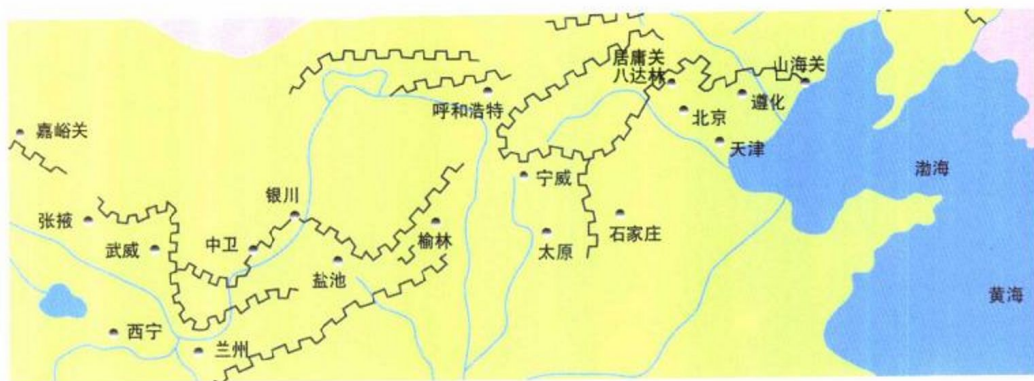 居庸关
八达林
山海关
遵化
北京
天津
呼和浩特
嘉峪关
宁威
渤海
银川
张掖
武威
中卫
榆林
盐池
太原
石家庄
黄海
西宁
兰州